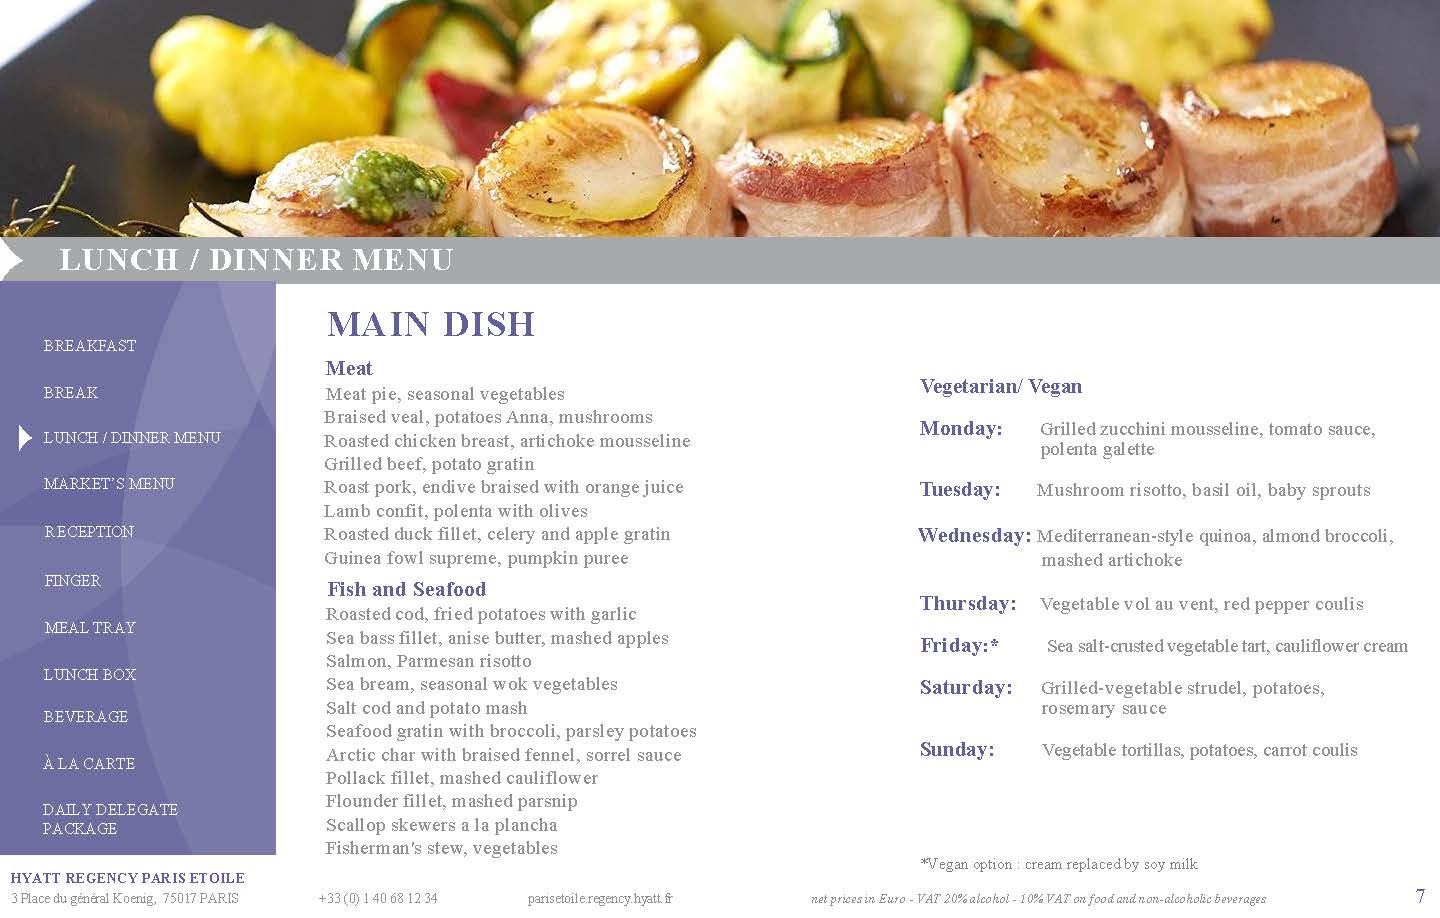 LUNCH / DINNER MENU
BREAKFAST
BREAK
LUNCH / DINNER MENU
MARKET'S MENU
RECEPTION
FINGER
MEAL TRAY
LUNCH BOX
BEVERAGE
À LA CARTE
DAILY DELEGATE
PACKAGE
MAIN DISH
Meat
Meat pie, seasonal vegetables
Braised veal, potatoes Anna, mushrooms
Roasted chicken breast, artichoke mousseline
Grilled beef, potato gratin
Roast pork, endive braised with orange juice
Lamb confit, polenta with olives
Roasted duck fillet, celery and apple gratin
Guinea fowl supreme, pumpkin puree
Fish and Seafood
Roasted cod, fried potatoes with garlic
Sea bass fillet, anise butter, mashed apples
Salmon, Parmesan risotto
Sea bream, seasonal wok vegetables
Salt cod and potato mash
Seafood gratin with broccoli, parsley potatoes
Arctic char with braised fennel, sorrel sauce
Pollack fillet, mashed cauliflower
Flounder fillet, mashed parsnip
Scallop skewers a la plancha
Fisherman's stew, vegetables
Vegetarian/ Vegan
Monday: Grilled zucchini mousseline, tomato sauce,
polenta galette
Tuesday: Mushroom risotto, basil oil, baby sprouts
Wednesday: Mediterranean-style quinoa, almond broccoli,
mashed artichoke
Thursday: Vegetable vol au vent, red pepper coulis
Friday:* Sea salt-crusted vegetable tart, cauliflower cream
Saturday: Grilled-vegetable strudel, potatoes,
rosemary sauce
Sunday: Vegetable tortillas, potatoes, carrot coulis
*Vegan option : cream replaced by soy milk
HYATT REGENCY PARIS ETOILE
3 Place du général Koenig, 75017 PARIS +33 (0) 1 40 68 12 34 parisetoile.regency.hyatt.fr net prices in Euro - VAT 20% alcohol - 10% VAT on food and non-alcoholic beverages 7